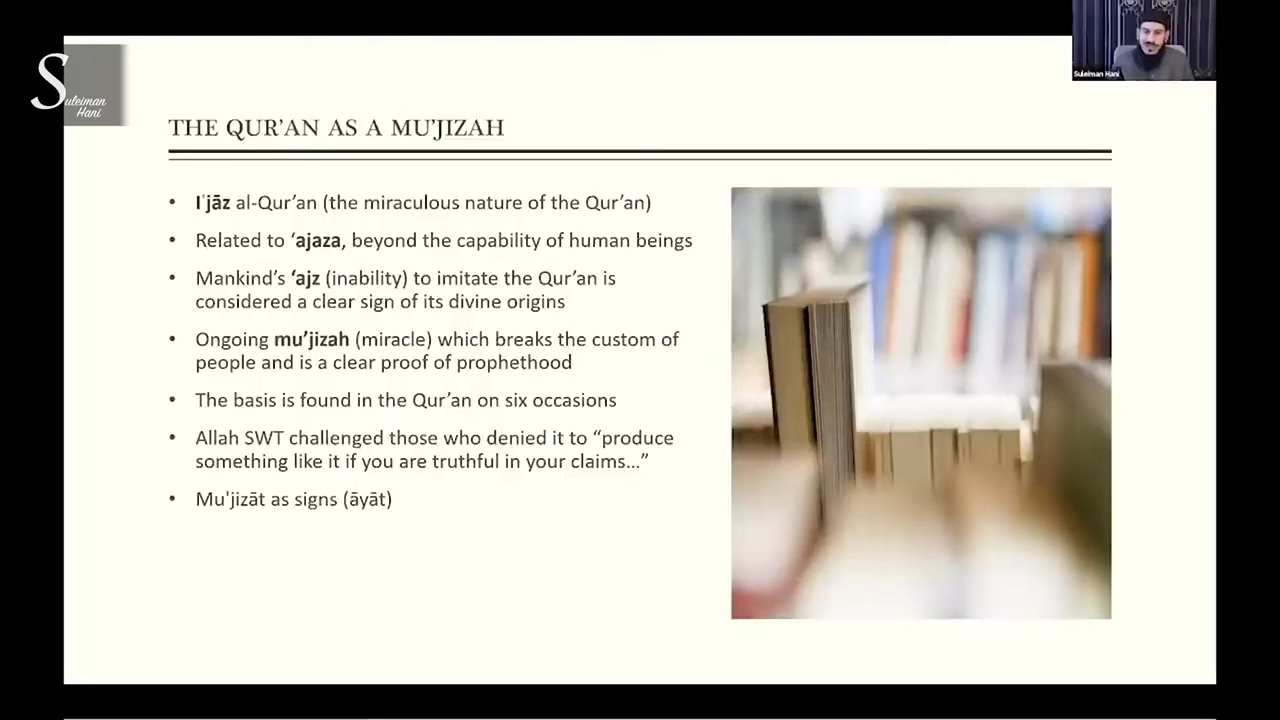 Suleiman
Hani
Suleiman Hani
THE QUR’AN AS A MU’JIZAH
• Iʿjāz al-Qur’an (the miraculous nature of the Qur’an)
• Related to ‘ajaza, beyond the capability of human beings
• Mankind’s ‘ajz (inability) to imitate the Qur’an is
considered a clear sign of its divine origins
• Ongoing mu’jizah (miracle) which breaks the custom of
people and is a clear proof of prophethood
• The basis is found in the Qur’an on six occasions
• Allah SWT challenged those who denied it to “produce
something like it if you are truthful in your claims…”
• Mu'jizāt as signs (āyāt)